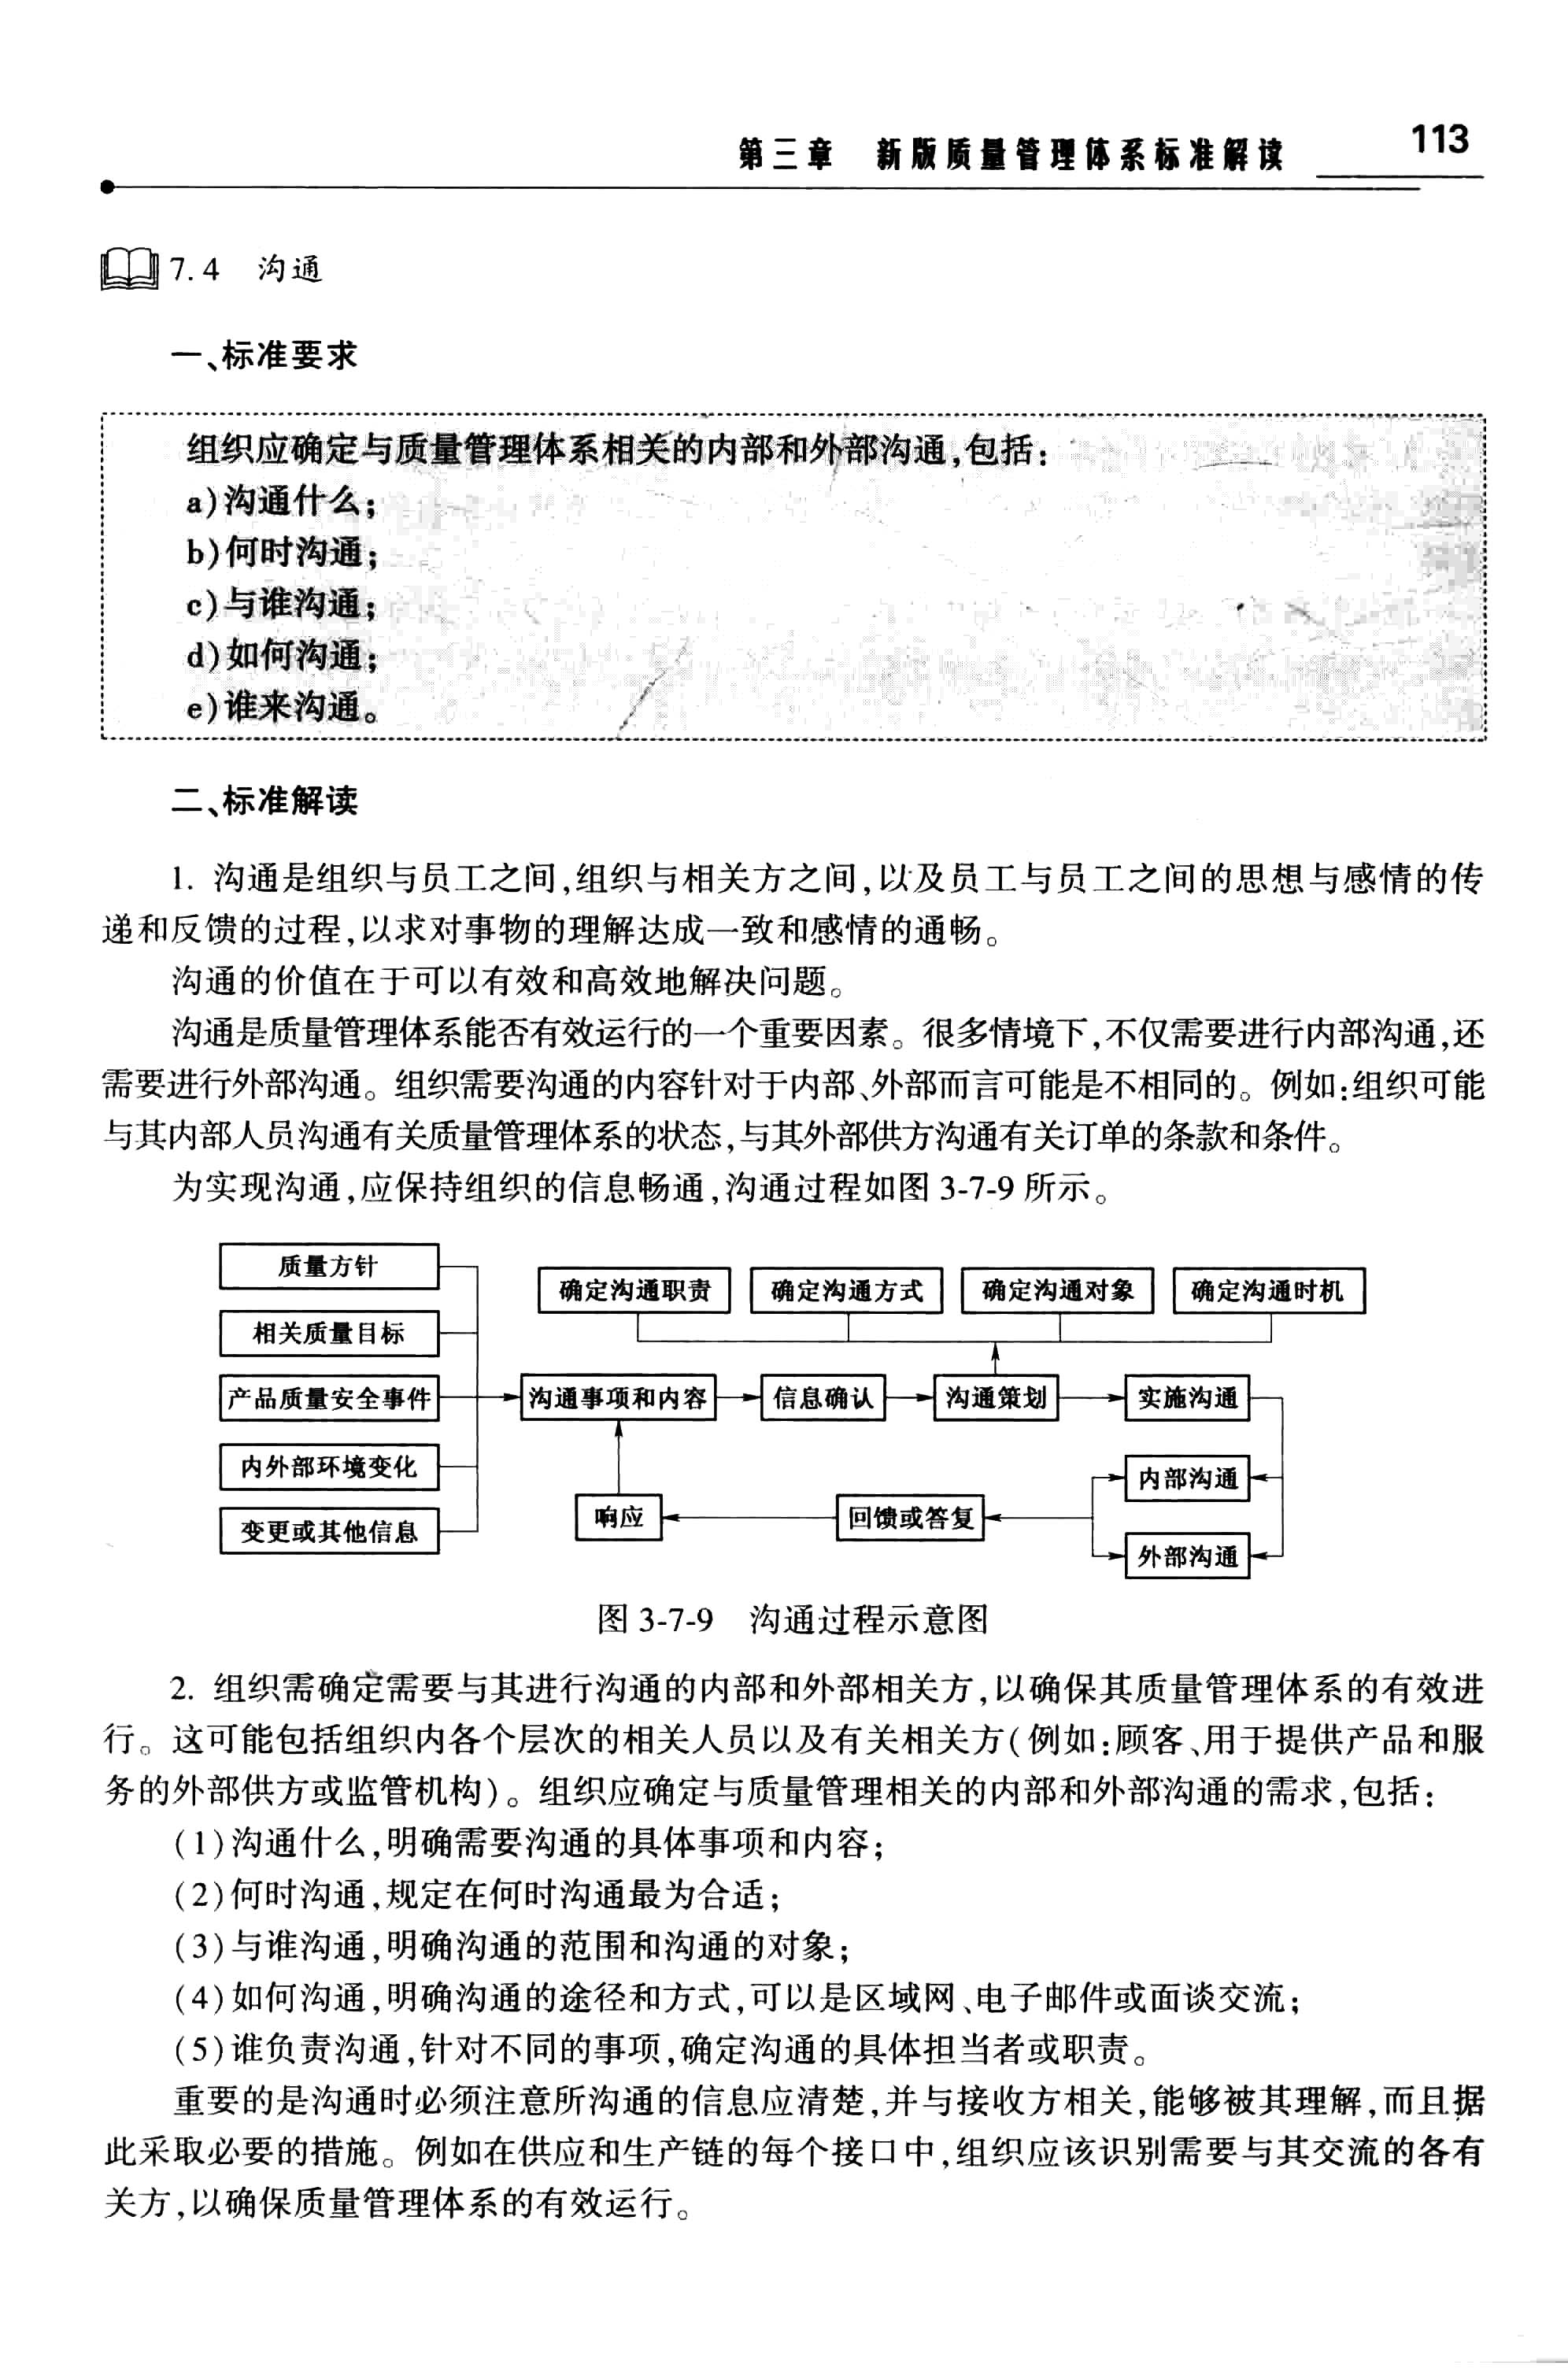 第三章 新版质量管理体系标准解读 113
7.4 沟通
一、标准要求
组织应确定与质量管理体系相关的内部和外部沟通,包括:
a)沟通什么;
b)何时沟通;
c)与谁沟通;
d)如何沟通;
e)谁来沟通。
二、标准解读
1. 沟通是组织与员工之间,组织与相关方之间,以及员工与员工之间的思想与感情的传
递和反馈的过程,以求对事物的理解达成一致和感情的通畅。
沟通的价值在于可以有效和高效地解决问题。
沟通是质量管理体系能否有效运行的一个重要因素。很多情境下,不仅需要进行内部沟通,还
需要进行外部沟通。组织需要沟通的内容针对于内部、外部而言可能是不相同的。例如:组织可能
与其内部人员沟通有关质量管理体系的状态,与其外部供方沟通有关订单的条款和条件。
为实现沟通,应保持组织的信息畅通,沟通过程如图 3-7-9 所示。
质量方针
相关质量目标
产品质量安全事件
内外部环境变化
变更或其他信息
确定沟通职责
确定沟通方式
确定沟通对象
确定沟通时机
沟通事项和内容
信息确认
沟通策划
实施沟通
内部沟通
外部沟通
回馈或答复
响应
图 3-7-9 沟通过程示意图
2. 组织需确定需要与其进行沟通的内部和外部相关方,以确保其质量管理体系的有效进
行。这可能包括组织内各个层次的相关人员以及有关相关方(例如:顾客、用于提供产品和服
务的外部供方或监管机构)。组织应确定与质量管理相关的内部和外部沟通的需求,包括:
(1)沟通什么,明确需要沟通的具体事项和内容;
(2)何时沟通,规定在何时沟通最为合适;
(3)与谁沟通,明确沟通的范围和沟通的对象;
(4)如何沟通,明确沟通的途径和方式,可以是区域网、电子邮件或面谈交流;
(5)谁负责沟通,针对不同的事项,确定沟通的具体担当者或职责。
重要的是沟通时必须注意所沟通的信息应清楚,并与接收方相关,能够被其理解,而且据
此采取必要的措施。例如在供应和生产链的每个接口中,组织应该识别需要与其交流的各有
关方,以确保质量管理体系的有效运行。